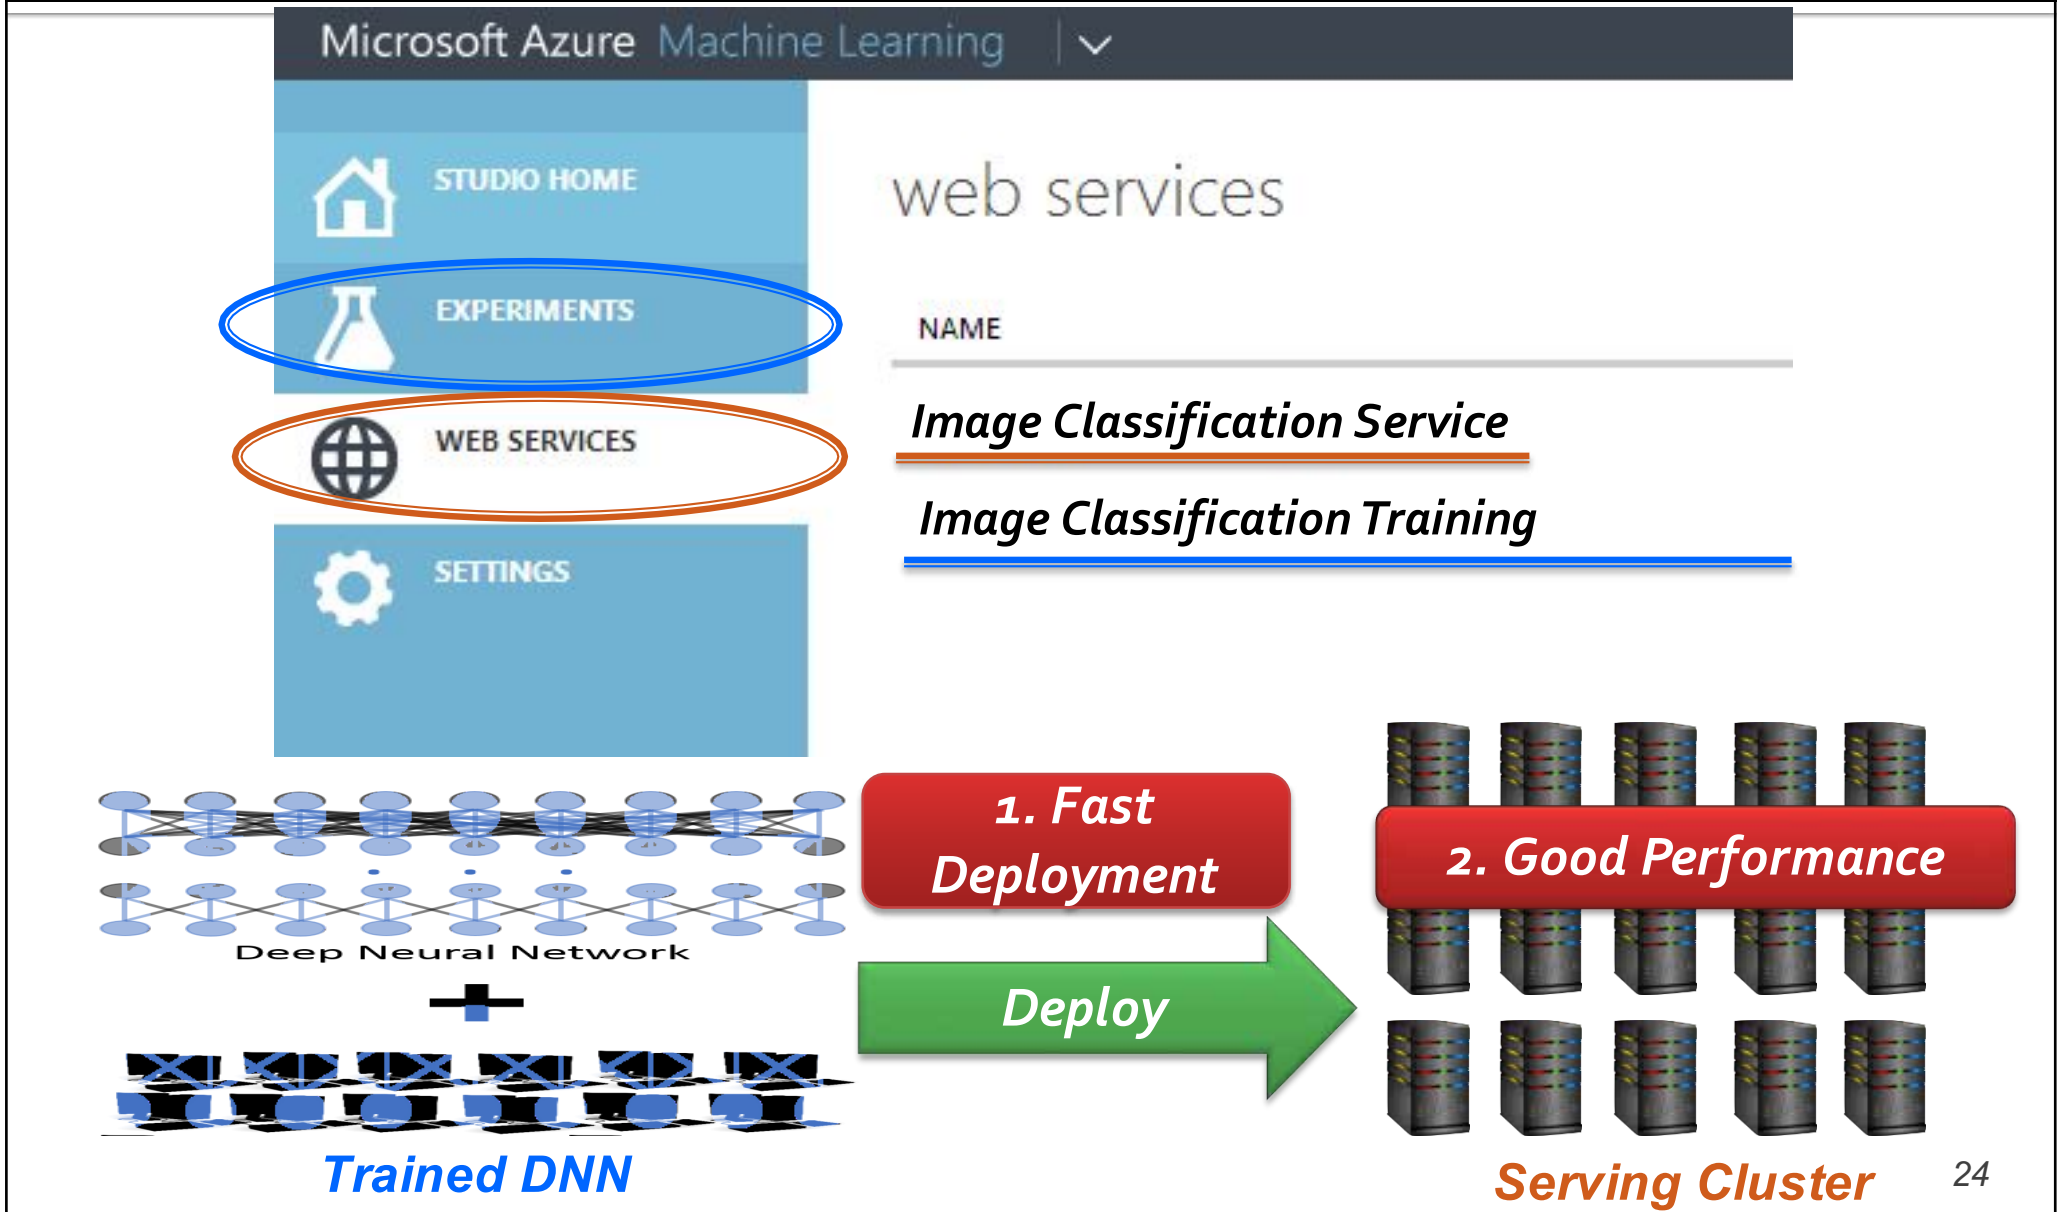 Microsoft Azure Machine Learning
STUDIO HOME
EXPERIMENTS
WEB SERVICES
SETTINGS
web services
NAME
Image Classification Service
Image Classification Training
Deep Neural Network
Trained DNN
1. Fast
Deployment
Deploy
2. Good Performance
Serving Cluster
24